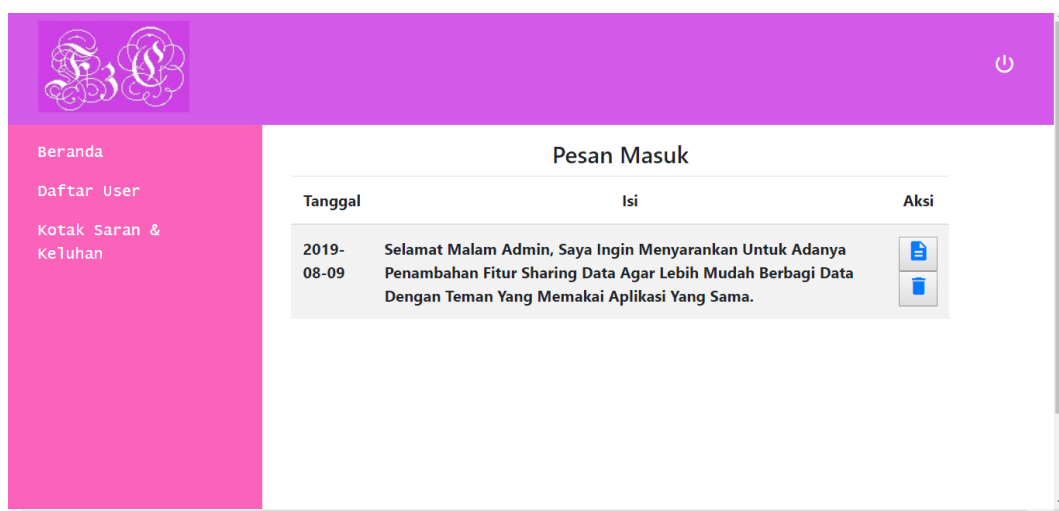 EzC
Beranda
Daftar User
Kotak Saran &
Keluhan
Pesan Masuk
Tanggal Isi Aksi
2019-
08-09
Selamat Malam Admin, Saya Ingin Menyarankan Untuk Adanya
Penambahan Fitur Sharing Data Agar Lebih Mudah Berbagi Data
Dengan Teman Yang Memakai Aplikasi Yang Sama.